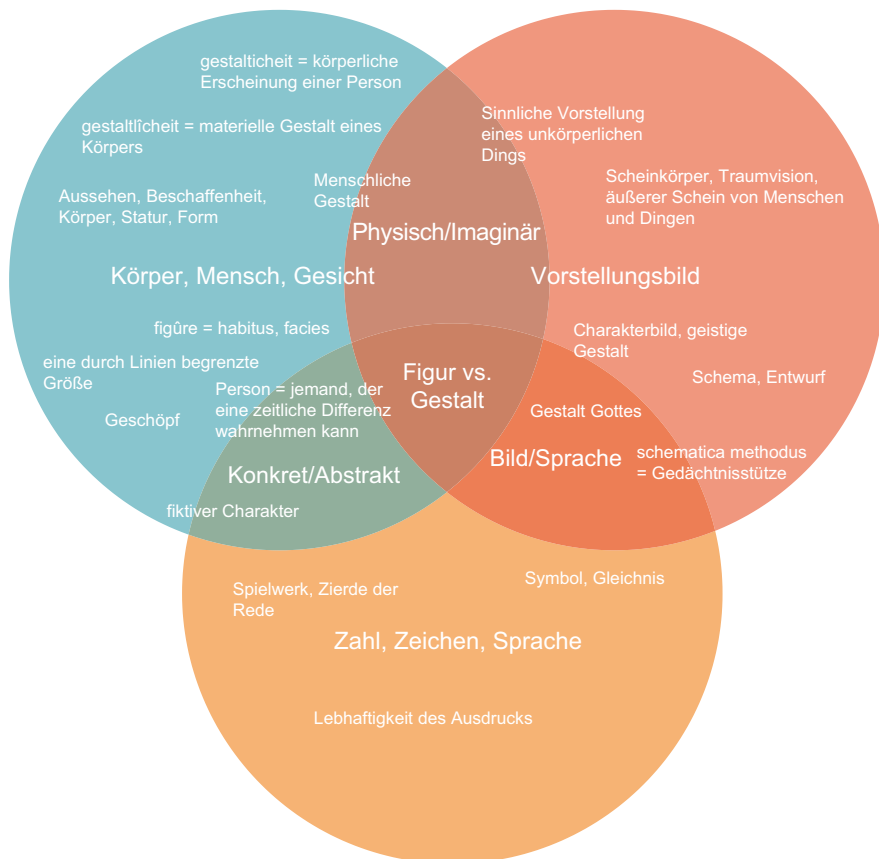 gestalticheit = körperliche
Erscheinung einer Person
gestaltlîcheit = materielle Gestalt eines
Körpers
Aussehen, Beschaffenheit,
Körper, Statur, Form
Menschliche
Gestalt
Sinnliche Vorstellung
eines unkörperlichen
Dings
Scheinkörper, Traumvision,
äußerer Schein von Menschen
und Dingen
Physisch/Imaginär
Körper, Mensch, Gesicht
Vorstellungsbild
figûre = habitus, facies
Charakterbild, geistige
Gestalt
eine durch Linien begrenzte
Größe
Schema, Entwurf
Figur vs.
Gestalt
Person = jemand, der
eine zeitliche Differenz
wahrnehmen kann
Geschöpf
Gestalt Gottes
Bild/Sprache
schematica methodus
= Gedächtnisstütze
Konkret/Abstrakt
fiktiver Charakter
Spielwerk, Zierde der
Rede
Symbol, Gleichnis
Zahl, Zeichen, Sprache
Lebhaftigkeit des Ausdrucks